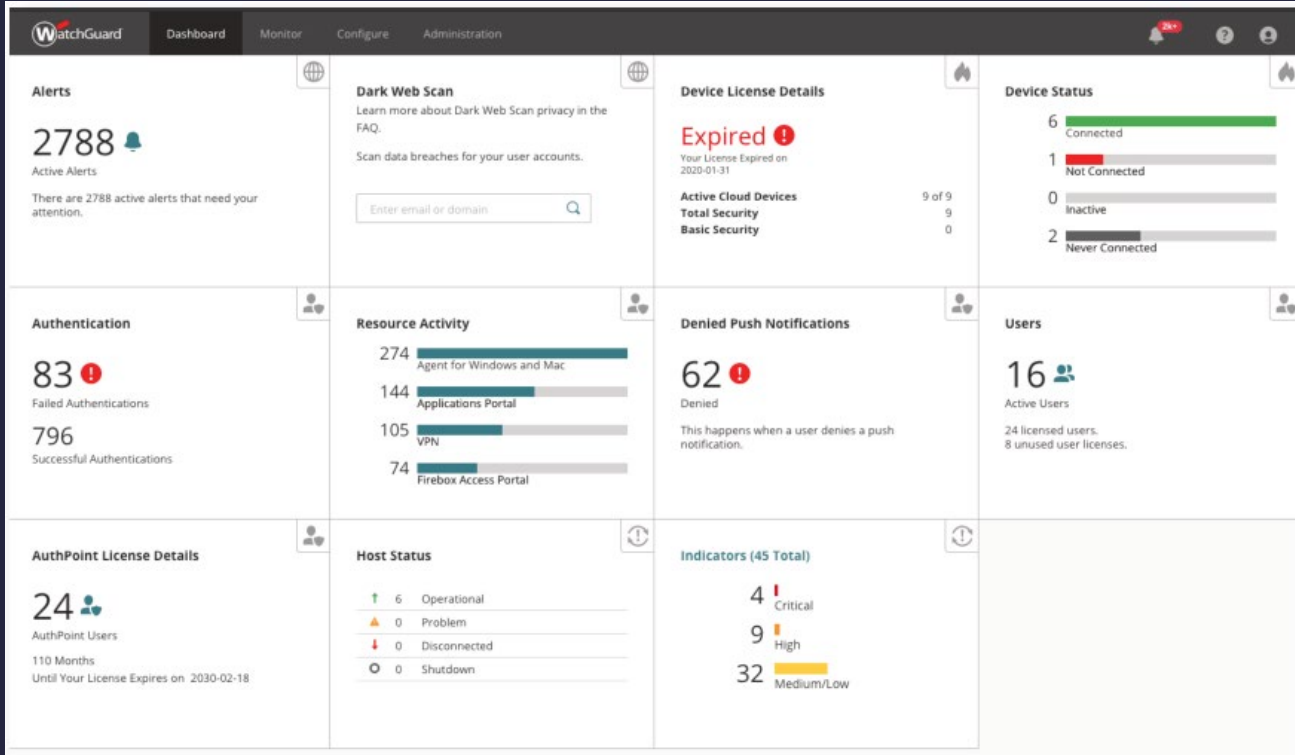 WatchGuard Dashboard Monitor Configure Administration 2k+
Alerts
2788
Active Alerts
There are 2788 active alerts that need your
attention.
Dark Web Scan
Learn more about Dark Web Scan privacy in the
FAQ.
Scan data breaches for your user accounts.
Enter email or domain
Device License Details
Expired
Your License Expired on
2020-01-31
Active Cloud Devices 9 of 9
Total Security 9
Basic Security 0
Device Status
6
Connected
1
Not Connected
0
Inactive
2
Never Connected
Authentication
83
Failed Authentications
796
Successful Authentications
Resource Activity
274
Agent for Windows and Mac
144
Applications Portal
105
VPN
74
Firebox Access Portal
Denied Push Notifications
62
Denied
This happens when a user denies a push
notification.
Users
16
Active Users
24 licensed users.
8 unused user licenses.
AuthPoint License Details
24
AuthPoint Users
110 Months
Until Your License Expires on 2030-02-18
Host Status
6 Operational
0 Problem
0 Disconnected
0 Shutdown
Indicators (45 Total)
4
Critical
9
High
32
Medium/Low